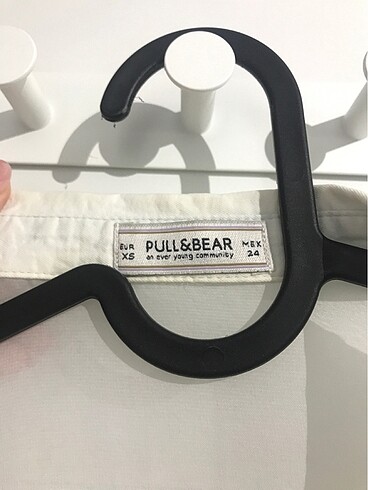 EUR XS
PULL&BEAR
an ever young community
MEX 24